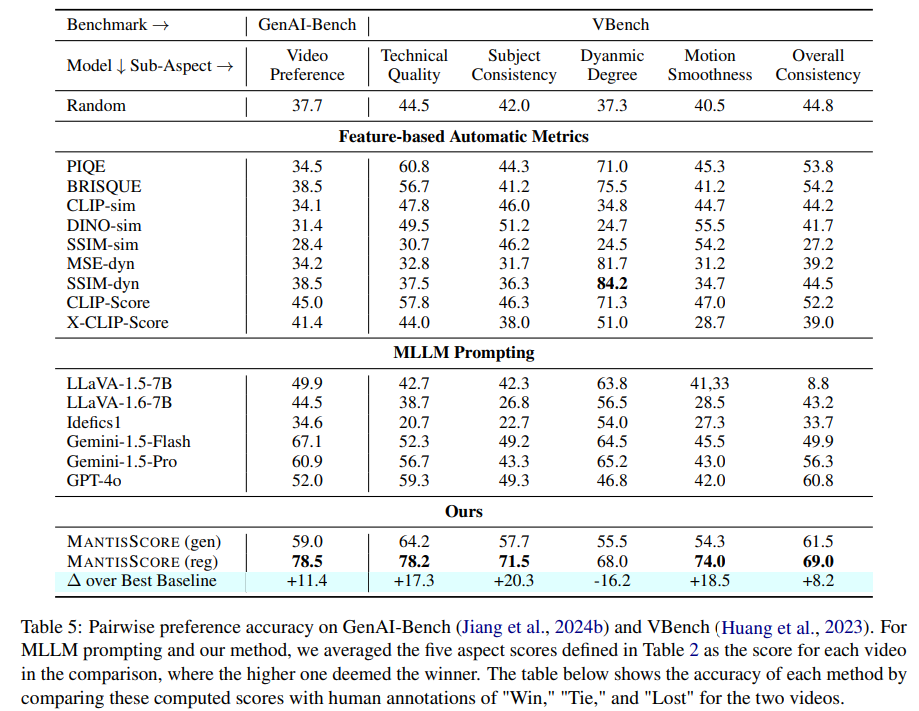 Benchmark → GenAI-Bench VBench
Model ↓ Sub-Aspect → Video Preference Technical Quality Subject Consistency Dyanmic Degree Motion Smoothness Overall Consistency
Random 37.7 44.5 42.0 37.3 40.5 44.8
Feature-based Automatic Metrics
PIQE 34.5 60.8 44.3 71.0 45.3 53.8
BRISQUE 38.5 56.7 41.2 75.5 41.2 54.2
CLIP-sim 34.1 47.8 46.0 34.8 44.7 44.2
DINO-sim 31.4 49.5 51.2 24.7 55.5 41.7
SSIM-sim 28.4 30.7 46.2 24.5 54.2 27.2
MSE-dyn 34.2 32.8 31.7 81.7 31.2 39.2
SSIM-dyn 38.5 37.5 36.3 84.2 34.7 44.5
CLIP-Score 45.0 57.8 46.3 71.3 47.0 52.2
X-CLIP-Score 41.4 44.0 38.0 51.0 28.7 39.0
MLLM Prompting
LLaVA-1.5-7B 49.9 42.7 42.3 63.8 41,33 8.8
LLaVA-1.6-7B 44.5 38.7 26.8 56.5 28.5 43.2
Idefics1 34.6 20.7 22.7 54.0 27.3 33.7
Gemini-1.5-Flash 67.1 52.3 49.2 64.5 45.5 49.9
Gemini-1.5-Pro 60.9 56.7 43.3 65.2 43.0 56.3
GPT-4o 52.0 59.3 49.3 46.8 42.0 60.8
Ours
MANTISSCORE (gen) 59.0 64.2 57.7 55.5 54.3 61.5
MANTISSCORE (reg) 78.5 78.2 71.5 68.0 74.0 69.0
Δ over Best Baseline +11.4 +17.3 +20.3 -16.2 +18.5 +8.2
Table 5: Pairwise preference accuracy on GenAI-Bench (Jiang et al., 2024b) and VBench (Huang et al., 2023). For
MLLM prompting and our method, we averaged the five aspect scores defined in Table 2 as the score for each video
in the comparison, where the higher one deemed the winner. The table below shows the accuracy of each method by
comparing these computed scores with human annotations of "Win," "Tie," and "Lost" for the two videos.